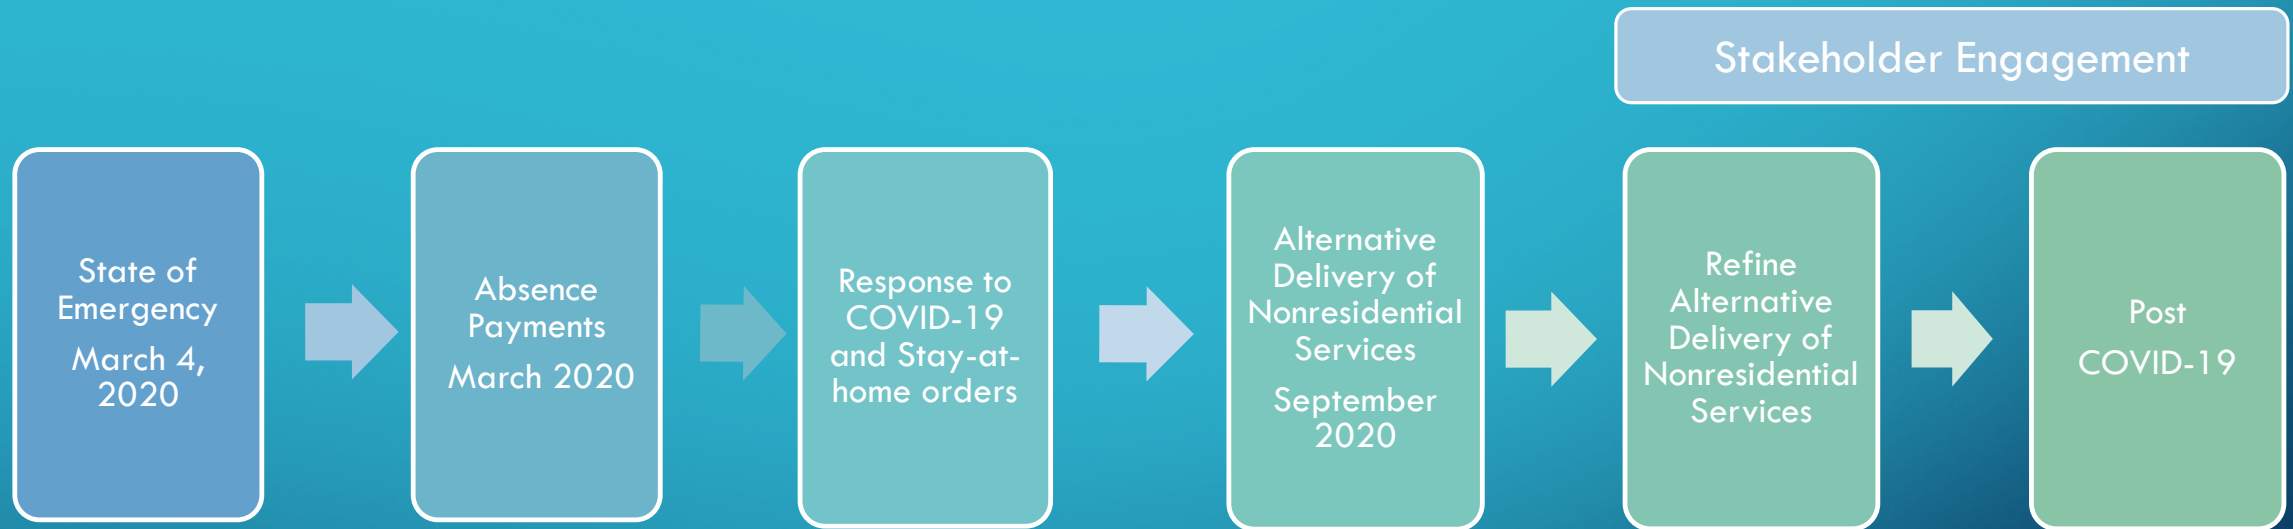 Stakeholder Engagement
State of
Emergency
March 4,
2020
Absence
Payments
March 2020
Response to
COVID-19
and Stay-at-
home orders
Alternative
Delivery of
Nonresidential
Services
September
2020
Refine
Alternative
Delivery of
Nonresidential
Services
Post
COVID-19